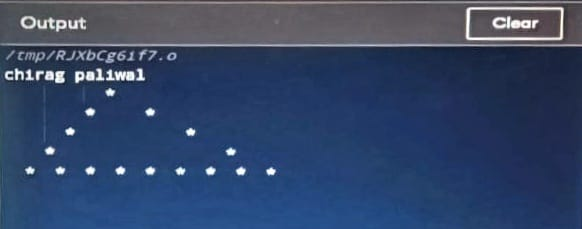 Output
Clear
/tmp/RJXbCg6if7.o
chirag paliwal
*
* *
* *
* *
* * * * * * * * *